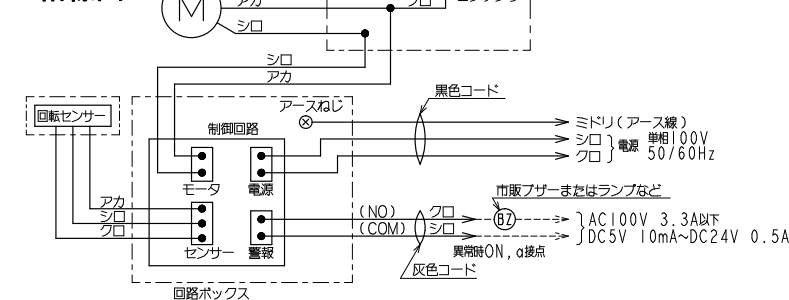 アカ
クロ
M
シロ
シロ
アカ
黒色コード
回転センサー
アースねじ
ミドリ(アース線)
制御回路
シロ
クロ
電源 単相100V
50/60Hz
モータ
電源
市販ブザーまたはランプなど
アカ
シロ
クロ
(NO) クロ
(COM) シロ
BZ
AC100V 3.3A以下
DC5V 10mA~DC24V 0.5A
センサー
警報
異常時ON,a接点
灰色コード
回路ボックス